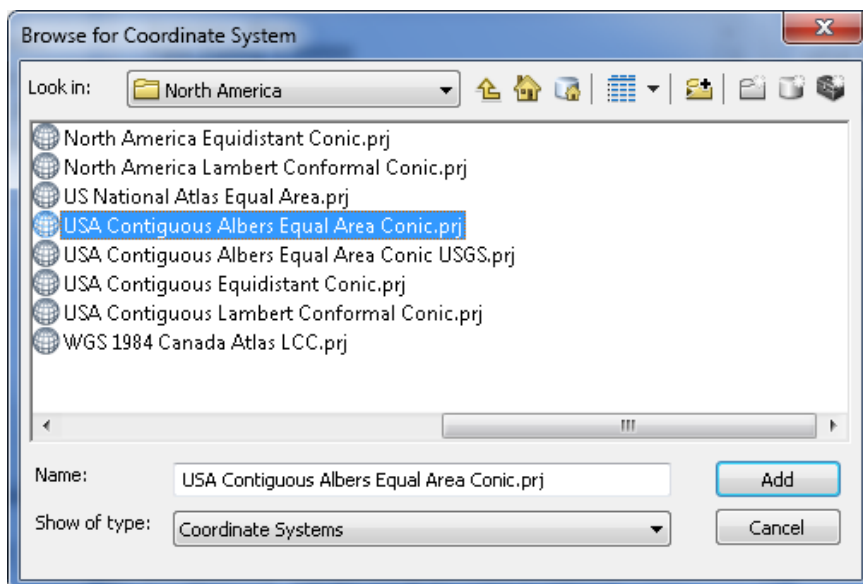 Browse for Coordinate System
Look in: North America
North America Equidistant Conic.prj
North America Lambert Conformal Conic.prj
US National Atlas Equal Area.prj
USA Contiguous Albers Equal Area Conic.prj
USA Contiguous Albers Equal Area Conic USGS.prj
USA Contiguous Equidistant Conic.prj
USA Contiguous Lambert Conformal Conic.prj
WGS 1984 Canada Atlas LCC.prj
Name: USA Contiguous Albers Equal Area Conic.prj Add
Show of type: Coordinate Systems Cancel